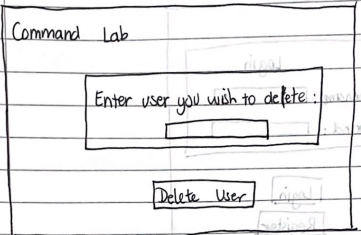 Command Lab
Enter user you wish to delete :
Delete User